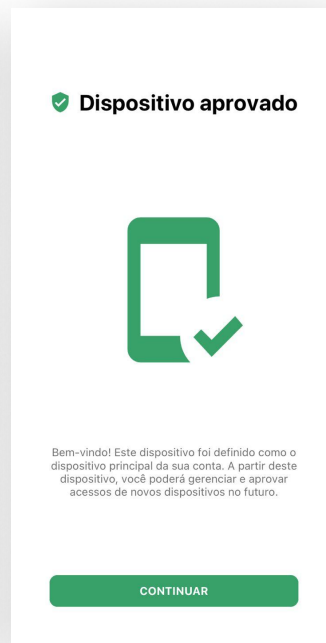 Dispositivo aprovado
Bem-vindo! Este dispositivo foi definido como o
dispositivo principal da sua conta. A partir deste
dispositivo, você poderá gerenciar e aprovar
acessos de novos dispositivos no futuro.
CONTINUAR